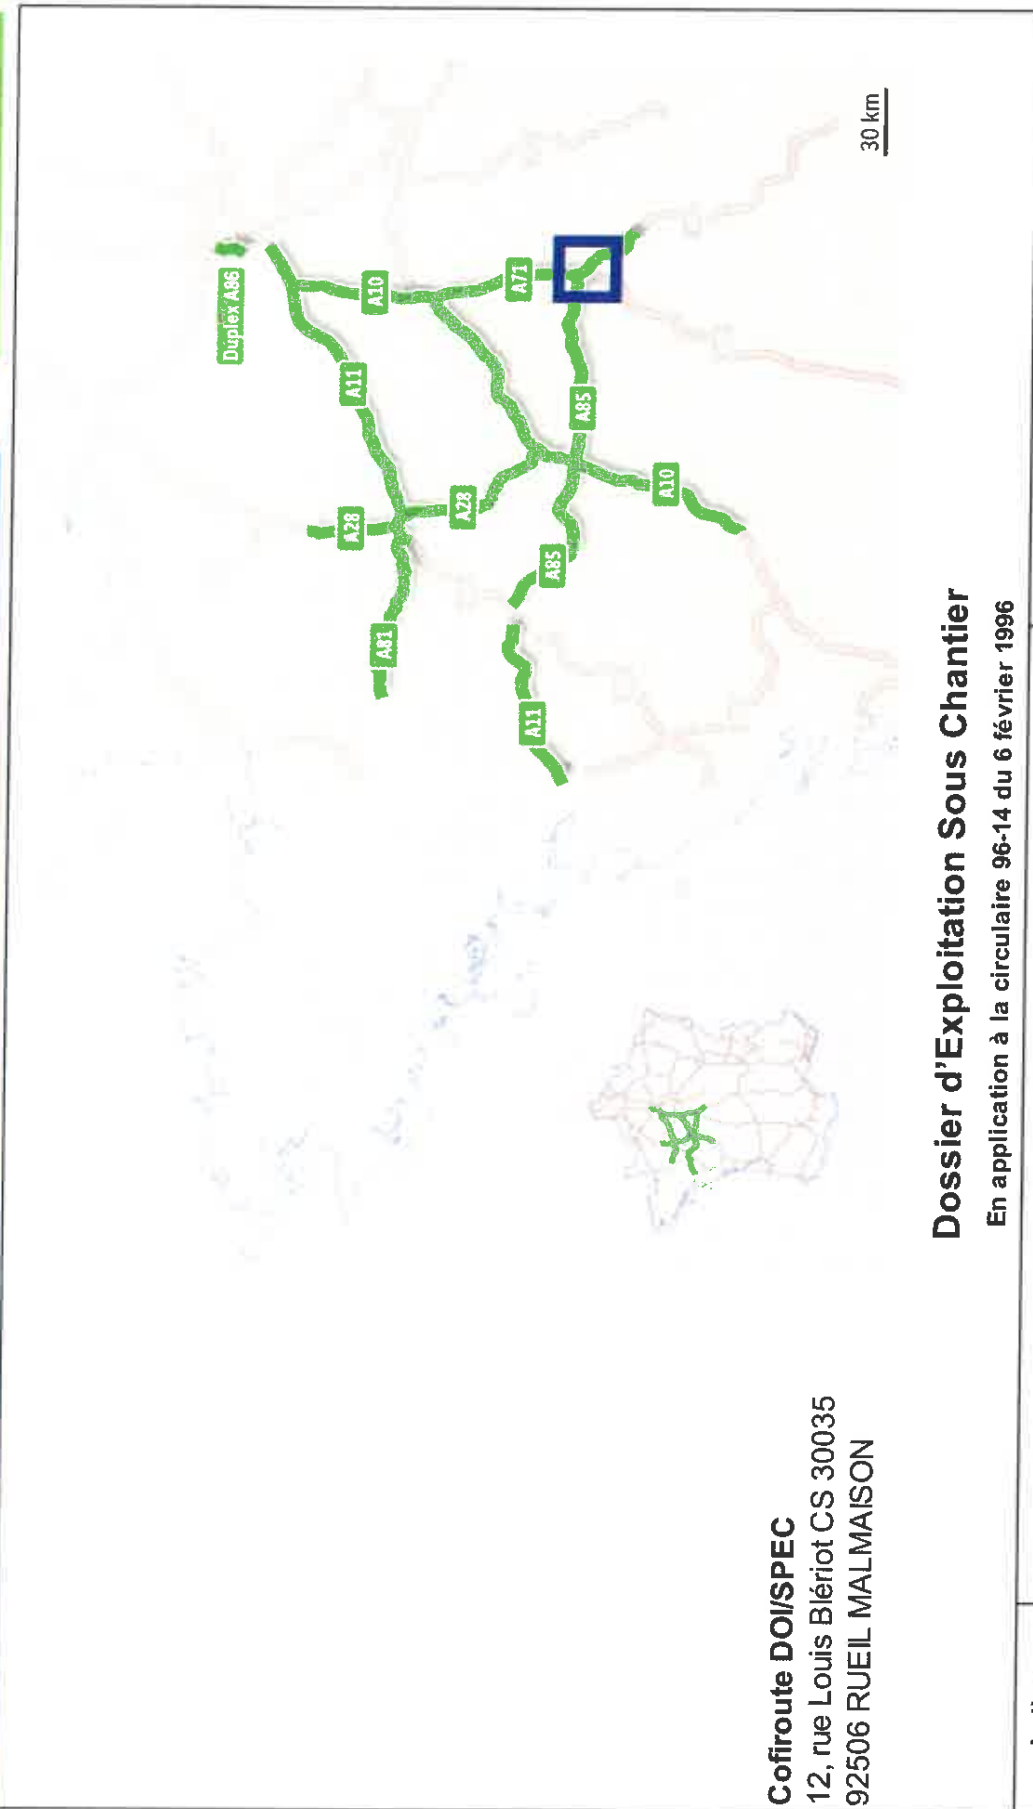 Duplex A86
A28
A11
A10
A81
A28
A71
A11
A85
A85
A10
30 km
Cofiroute DOI/SPEC
12, rue Louis Blériot CS 30035
92506 RUEIL MALMAISON
Dossier d'Exploitation Sous Chantier
En application à la circulaire 96-14 du 6 février 1996